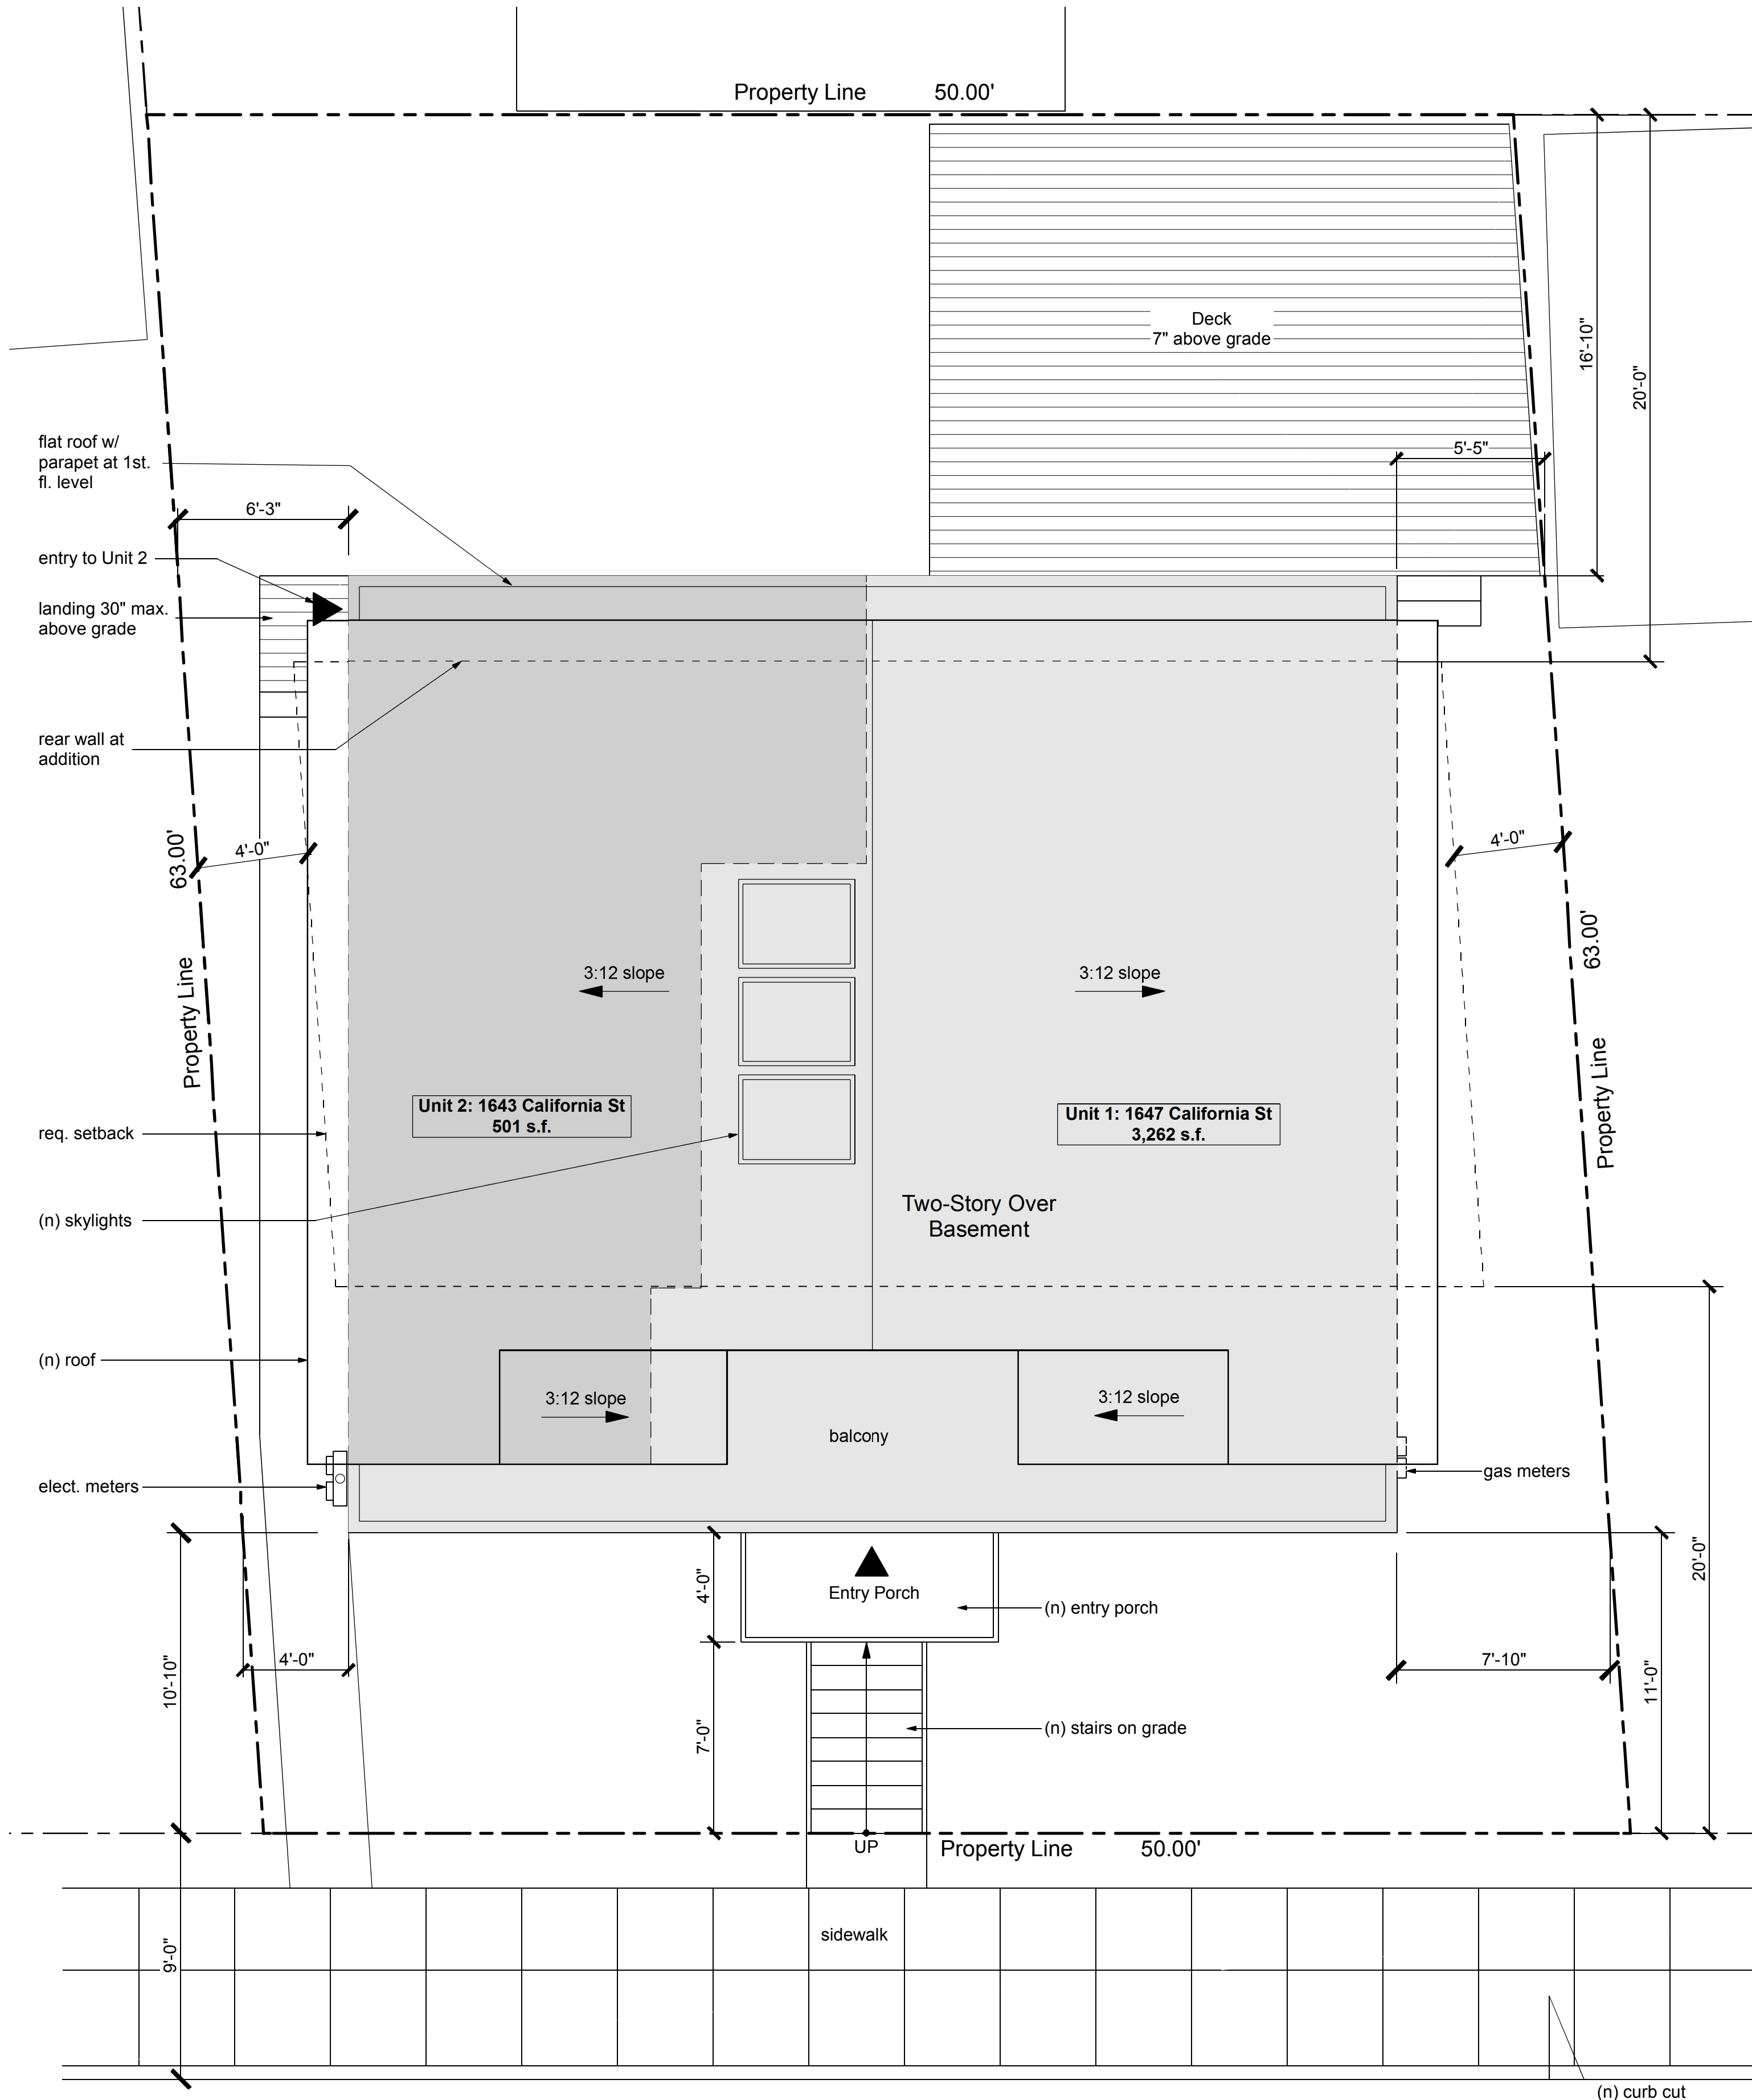 Property Line 50.00'
Deck
7" above grade
16'-10"
20'-0"
5'-5"
flat roof w/
parapet at 1st.
fl. level
6'-3"
entry to Unit 2
landing 30" max.
above grade
rear wall at
addition
63.00'
4'-0"
4'-0"
63.00'
Property Line
3:12 slope
3:12 slope
Property Line
Unit 2: 1643 California St
501 s.f.
Unit 1: 1647 California St
3,262 s.f.
req. setback
(n) skylights
Two-Story Over
Basement
(n) roof
3:12 slope
3:12 slope
balcony
elect. meters
gas meters
4'-0"
Entry Porch
(n) entry porch
20'-0"
10'-10"
4'-0"
7'-10"
11'-0"
7'-0"
(n) stairs on grade
UP
Property Line 50.00'
sidewalk
9'-0"
(n) curb cut